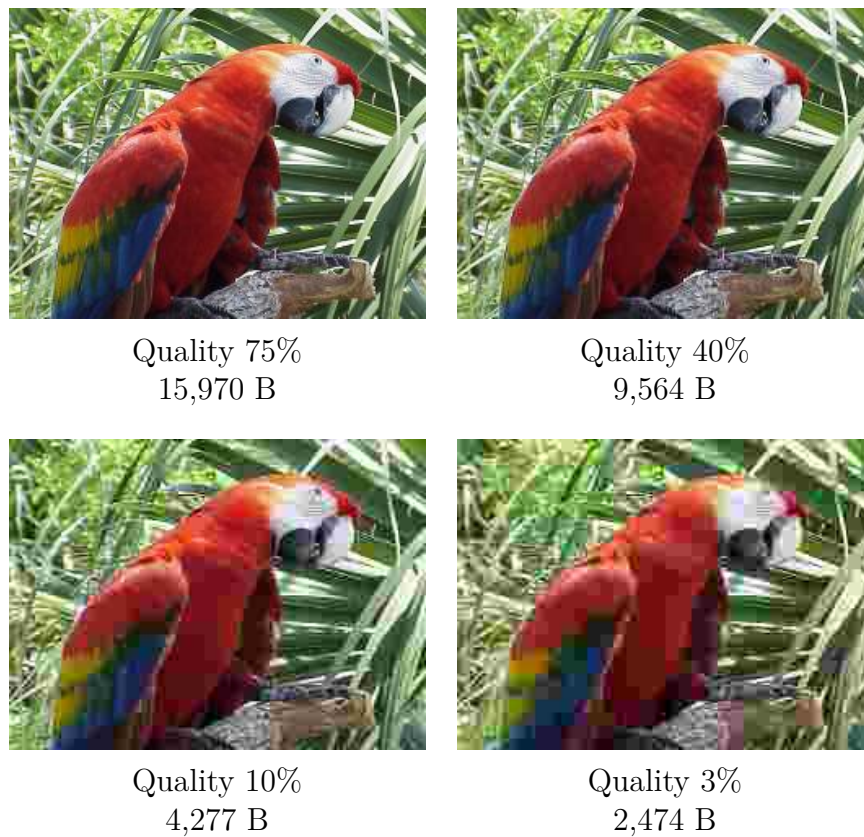 Quality 75%
15,970 B
Quality 40%
9,564 B
Quality 10%
4,277 B
Quality 3%
2,474 B